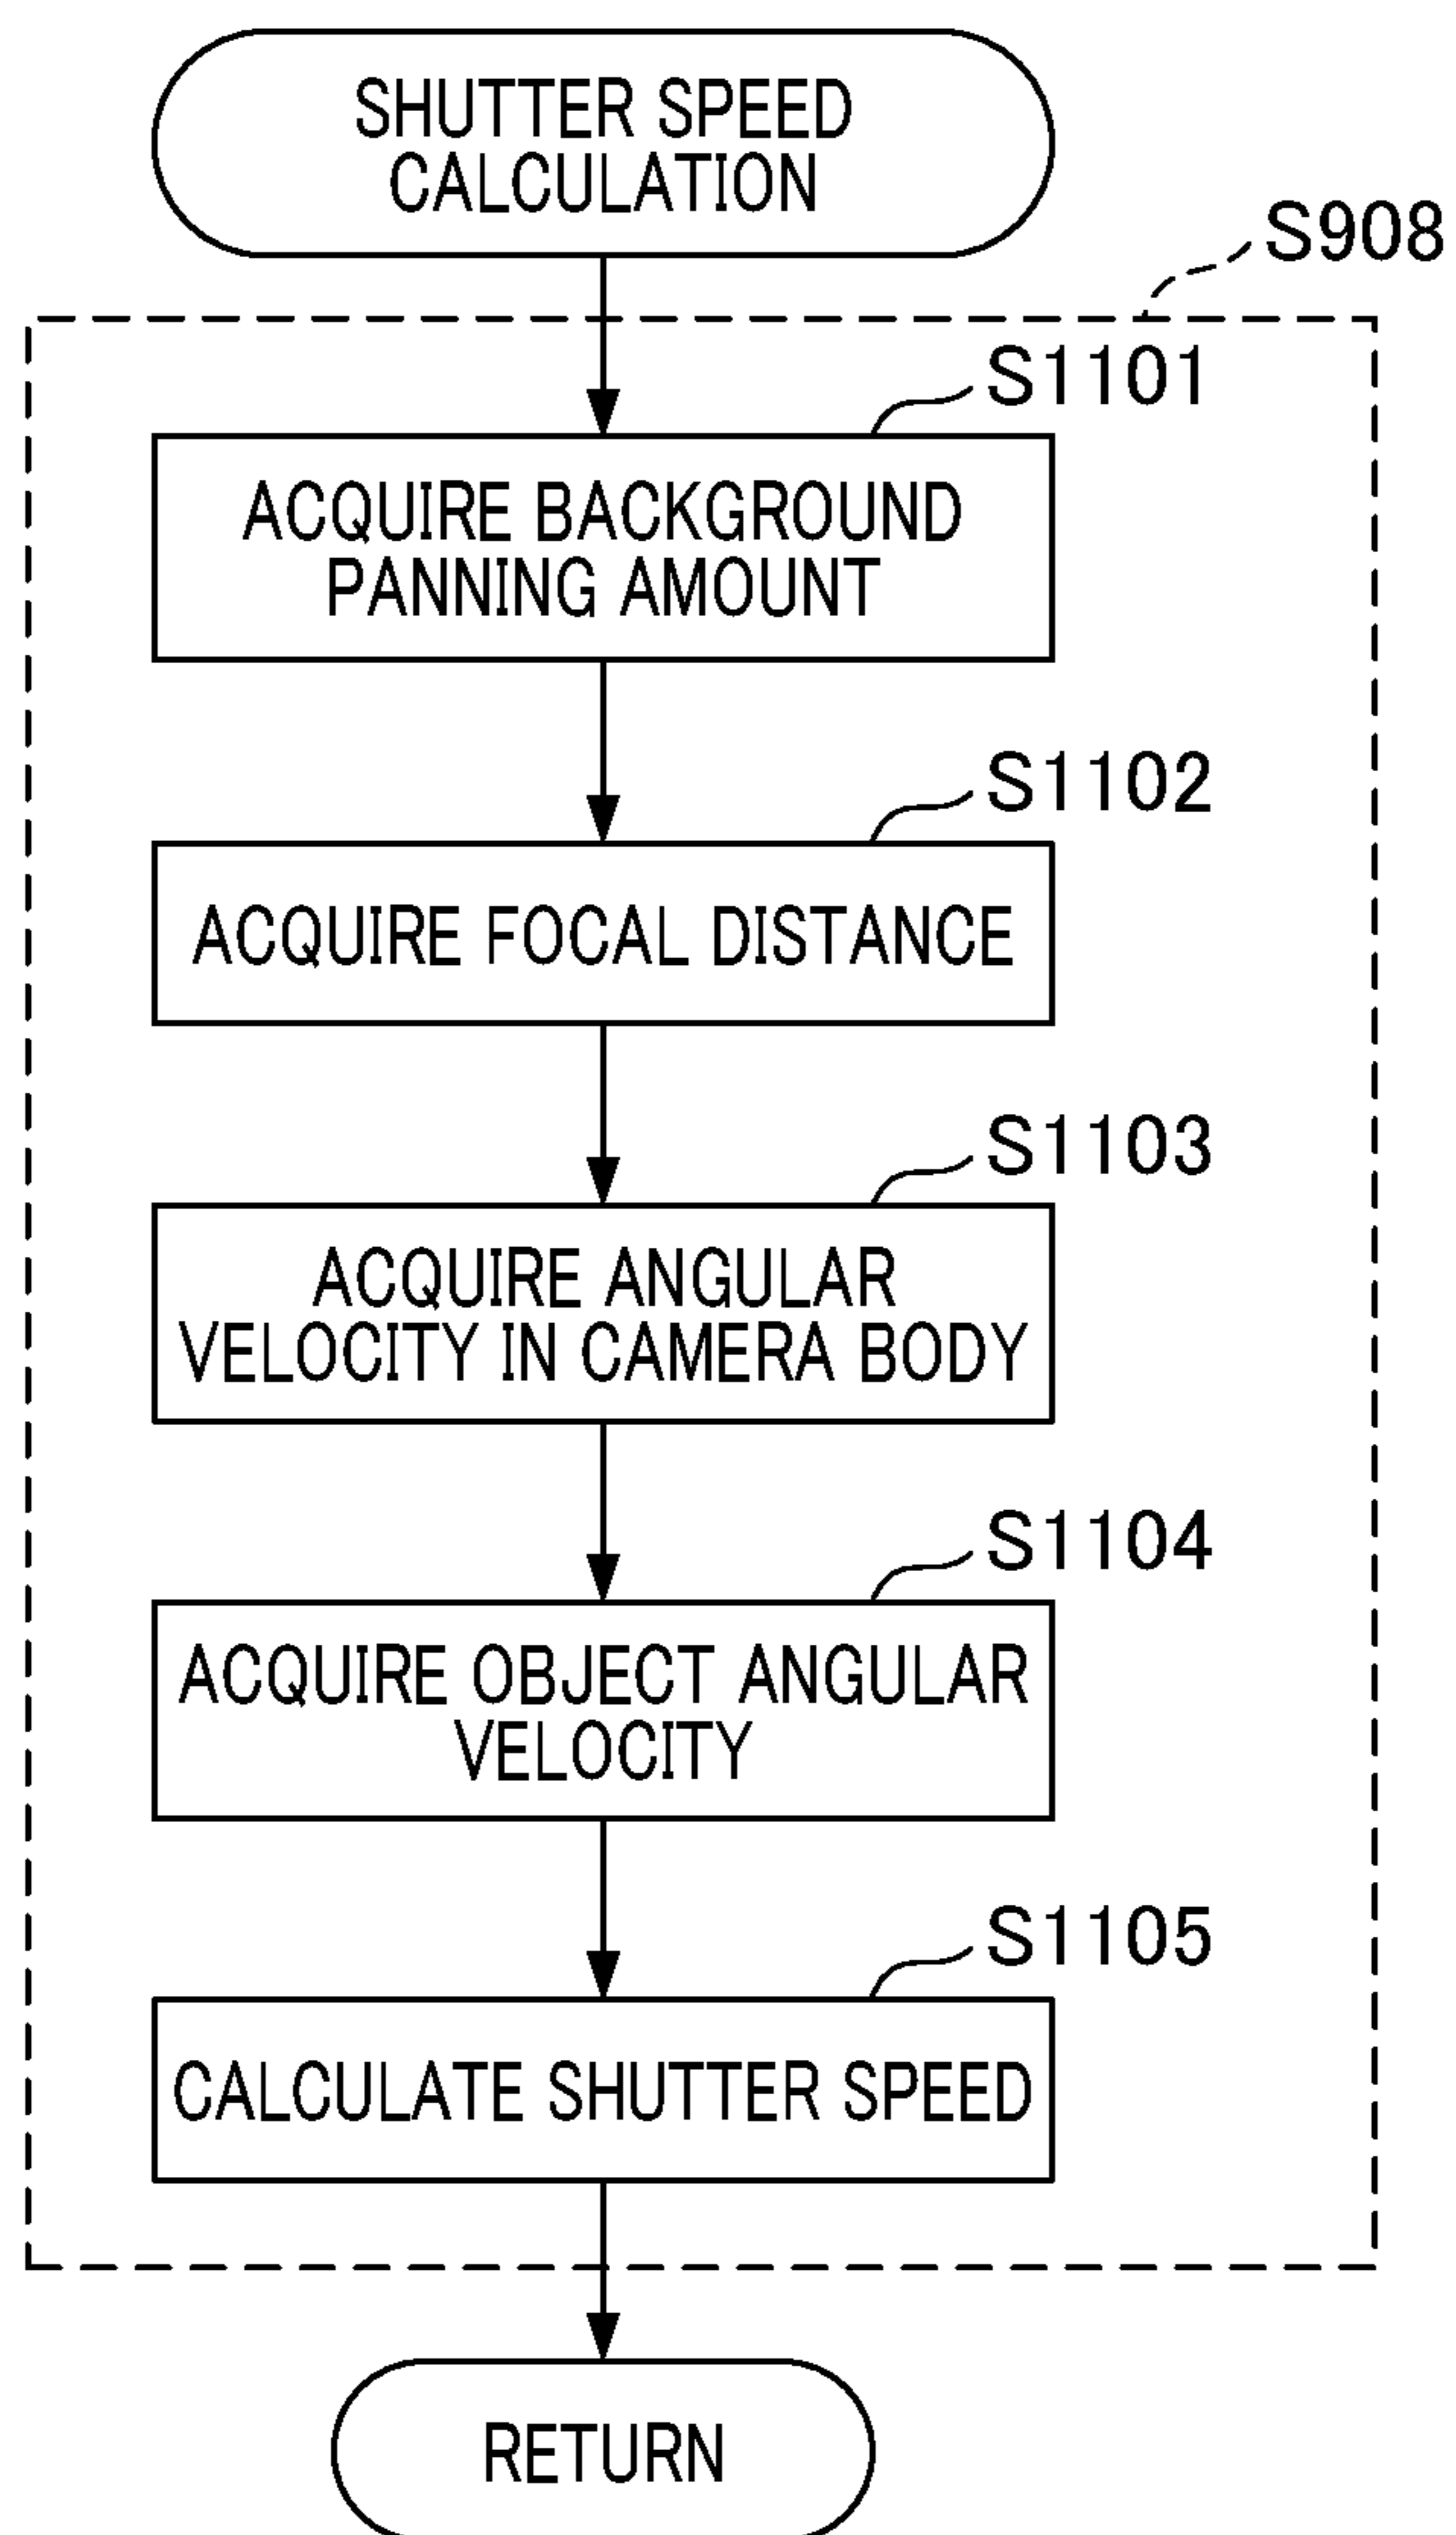 SHUTTER SPEED
CALCULATION
S908
S1101
ACQUIRE BACKGROUND
PANNING AMOUNT
S1102
ACQUIRE FOCAL DISTANCE
S1103
ACQUIRE ANGULAR
VELOCITY IN CAMERA BODY
S1104
ACQUIRE OBJECT ANGULAR
VELOCITY
S1105
CALCULATE SHUTTER SPEED
RETURN